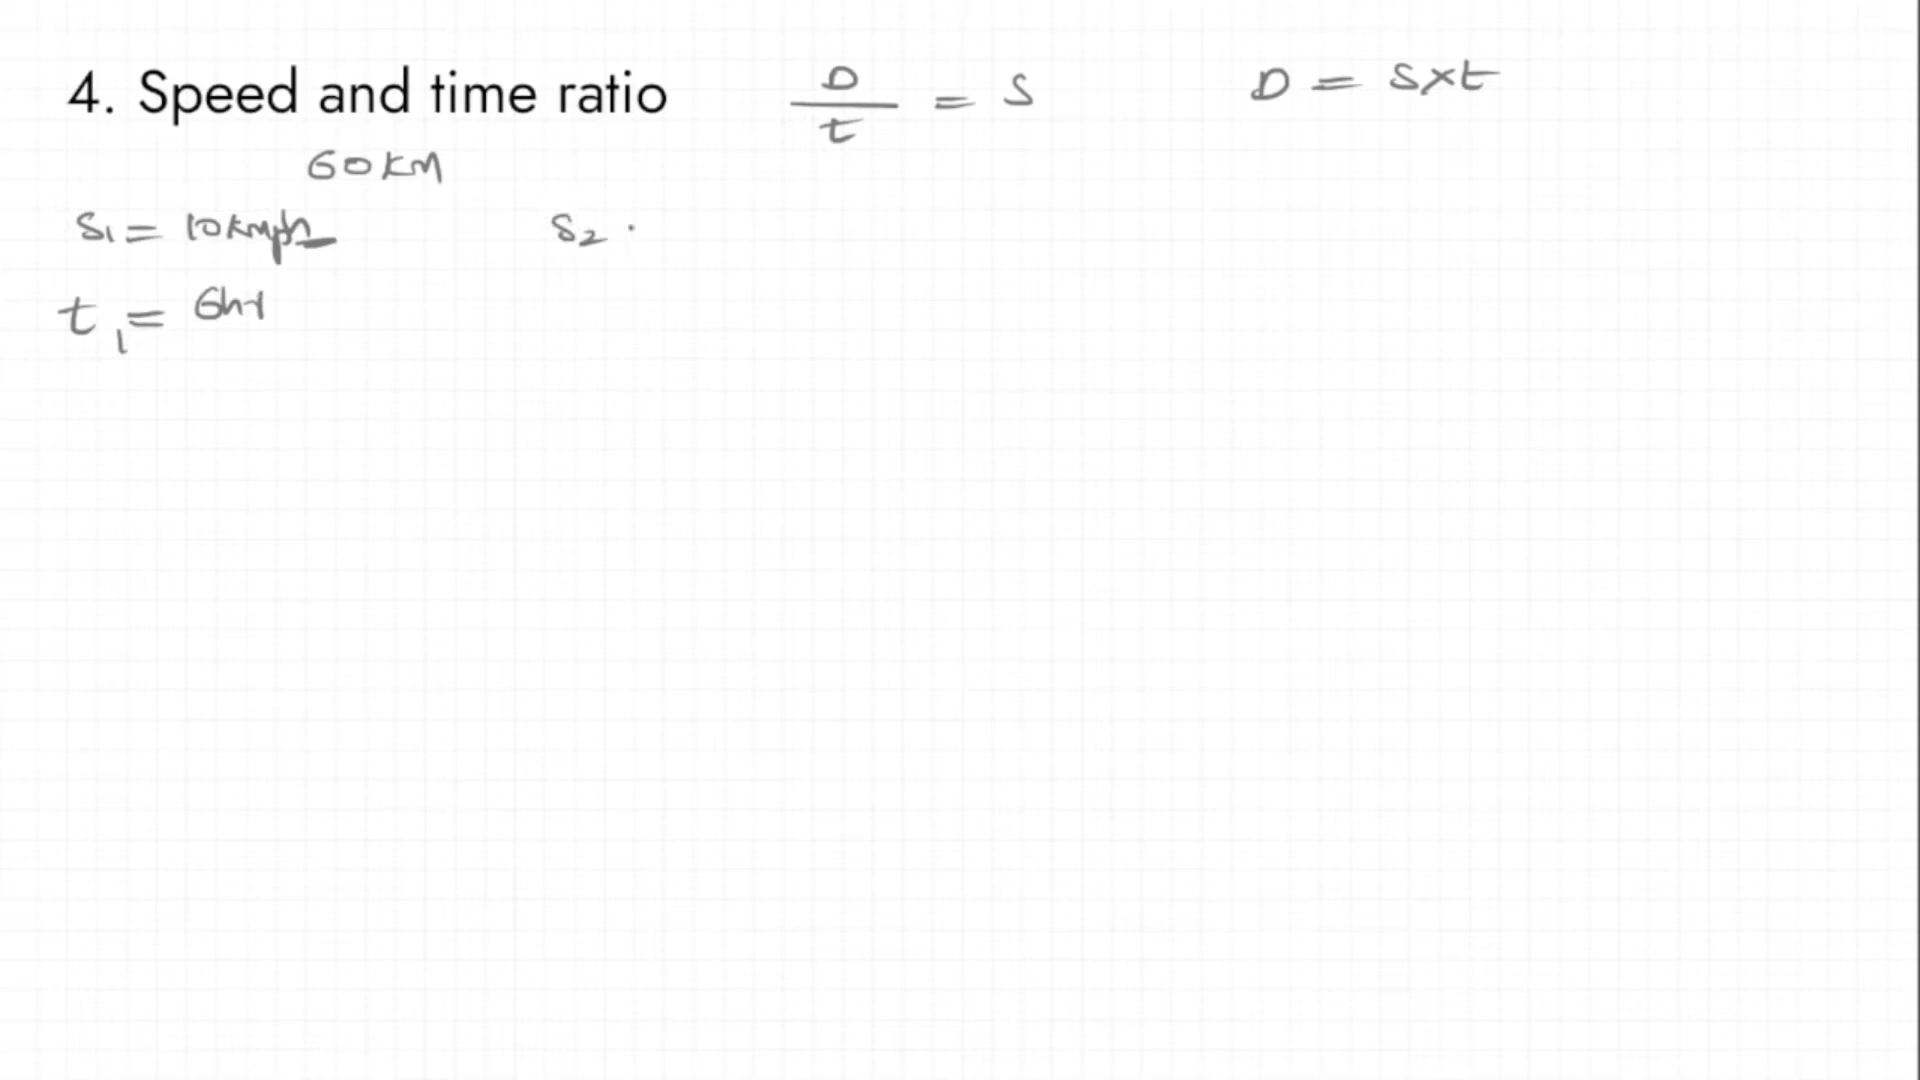 4. Speed and time ratio
D/t = S
D = S×t
60KM
S₁ = 10kmph
S₂
t₁ = 6hr